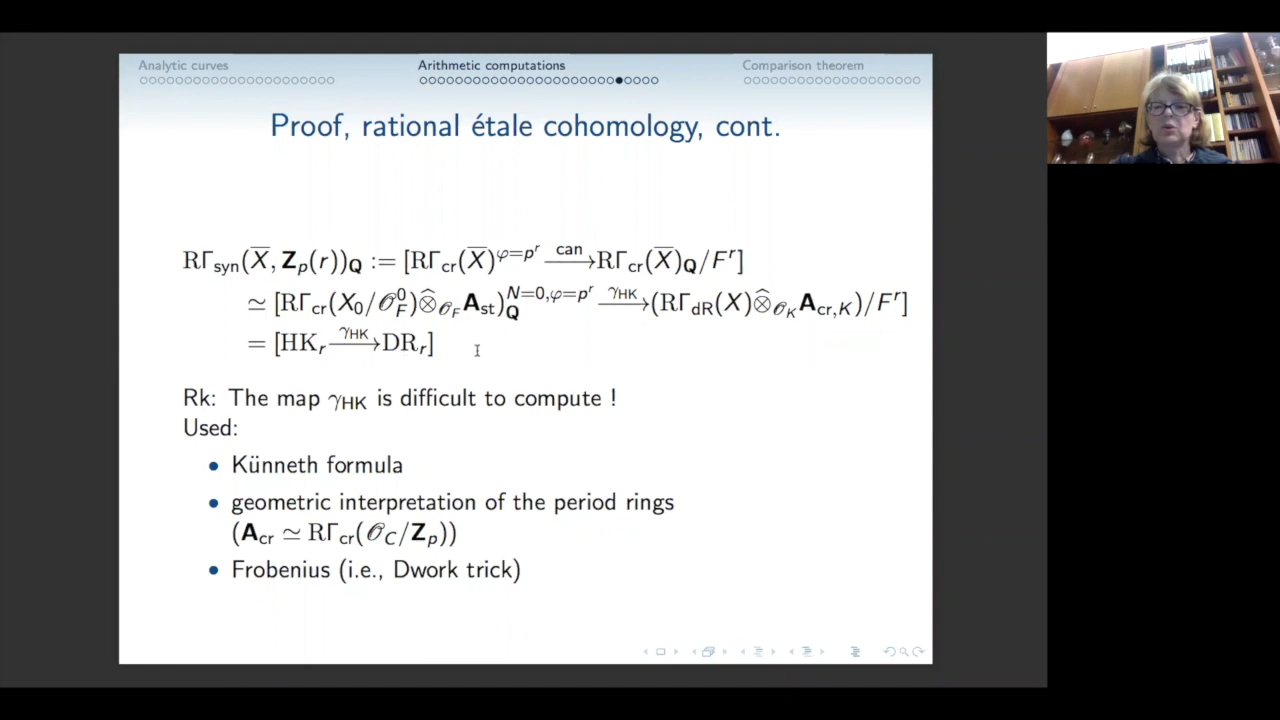 Analytic curves Arithmetic computations Comparison theorem
Proof, rational étale cohomology, cont.
RΓ_syn(X̅, Z_p(r))_Q := [RΓ_cr(X̅)^{φ=p^r} —can→ RΓ_cr(X̅)_Q/F^r]
≃ [RΓ_cr(X_0/𝒪_F^0)⊗̂_{𝒪_F}A_st)_Q^{N=0,φ=p^r} —γ_HK→ (RΓ_dR(X)⊗̂_{𝒪_K}A_{cr,K})/F^r]
= [HK_r —γ_HK→ DR_r]
Rk: The map γ_HK is difficult to compute !
Used:
• Künneth formula
• geometric interpretation of the period rings
(A_cr ≃ RΓ_cr(𝒪_C/Z_p))
• Frobenius (i.e., Dwork trick)